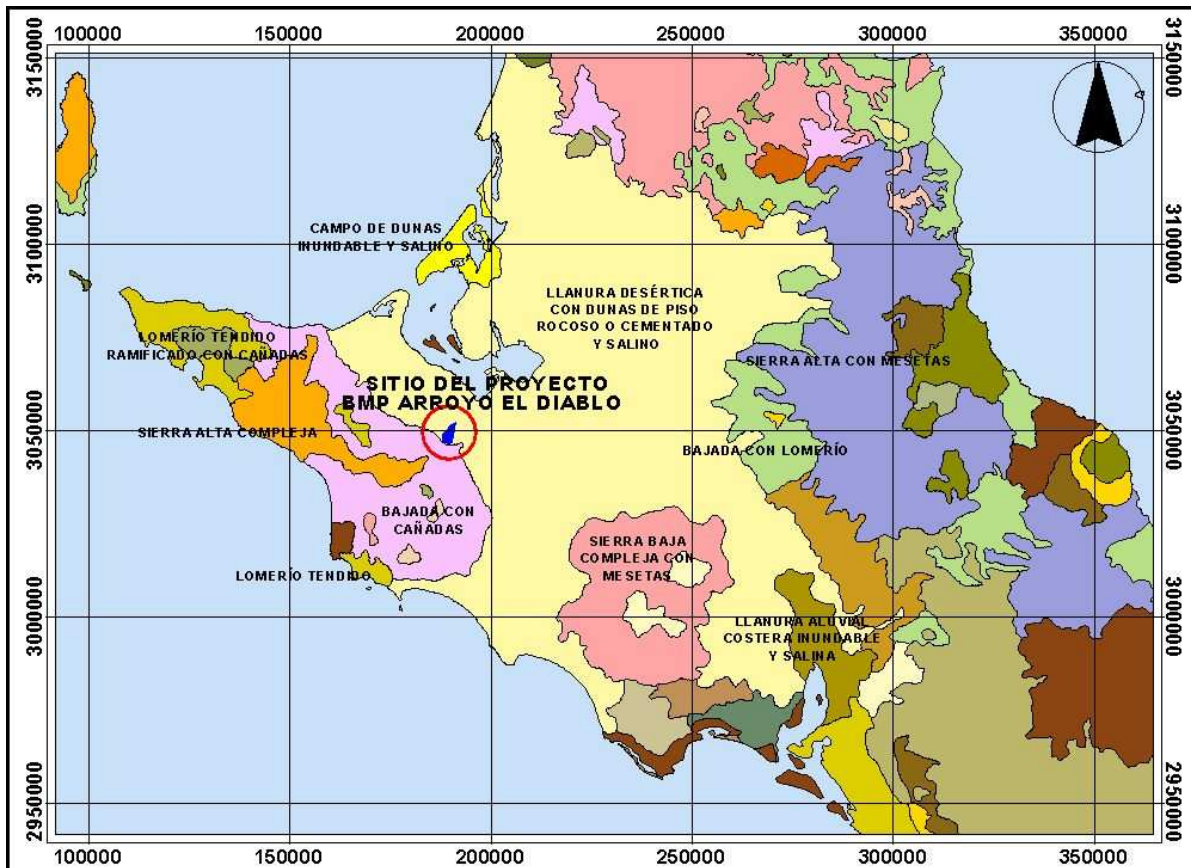 100000 150000 200000 250000 300000 350000
3150000
3150000
CAMPO DE DUNAS
INUNDABLE Y SALINO
3100000
3100000
LLANURA DESÉRTICA
CON DUNAS DE PISO
ROCOSO O CEMENTADO
Y SALINO
LOMERÍO TENDIDO
RAMIFICADO CON CAÑADAS
SIERRA ALTA CON MESETAS
SITIO DEL PROYECTO
BMP ARROYO EL DIABLO
3050000
3050000
SIERRA ALTA COMPLEJA
BAJADA CON LOMERÍO
BAJADA CON
CAÑADAS
SIERRA BAJA
COMPLEJA CON
MESETAS
LOMERÍO TENDIDO
3000000
3000000
LLANURA ALUVIAL
COSTERA INUNDABLE
Y SALINA
2950000
2950000
100000 150000 200000 250000 300000 350000